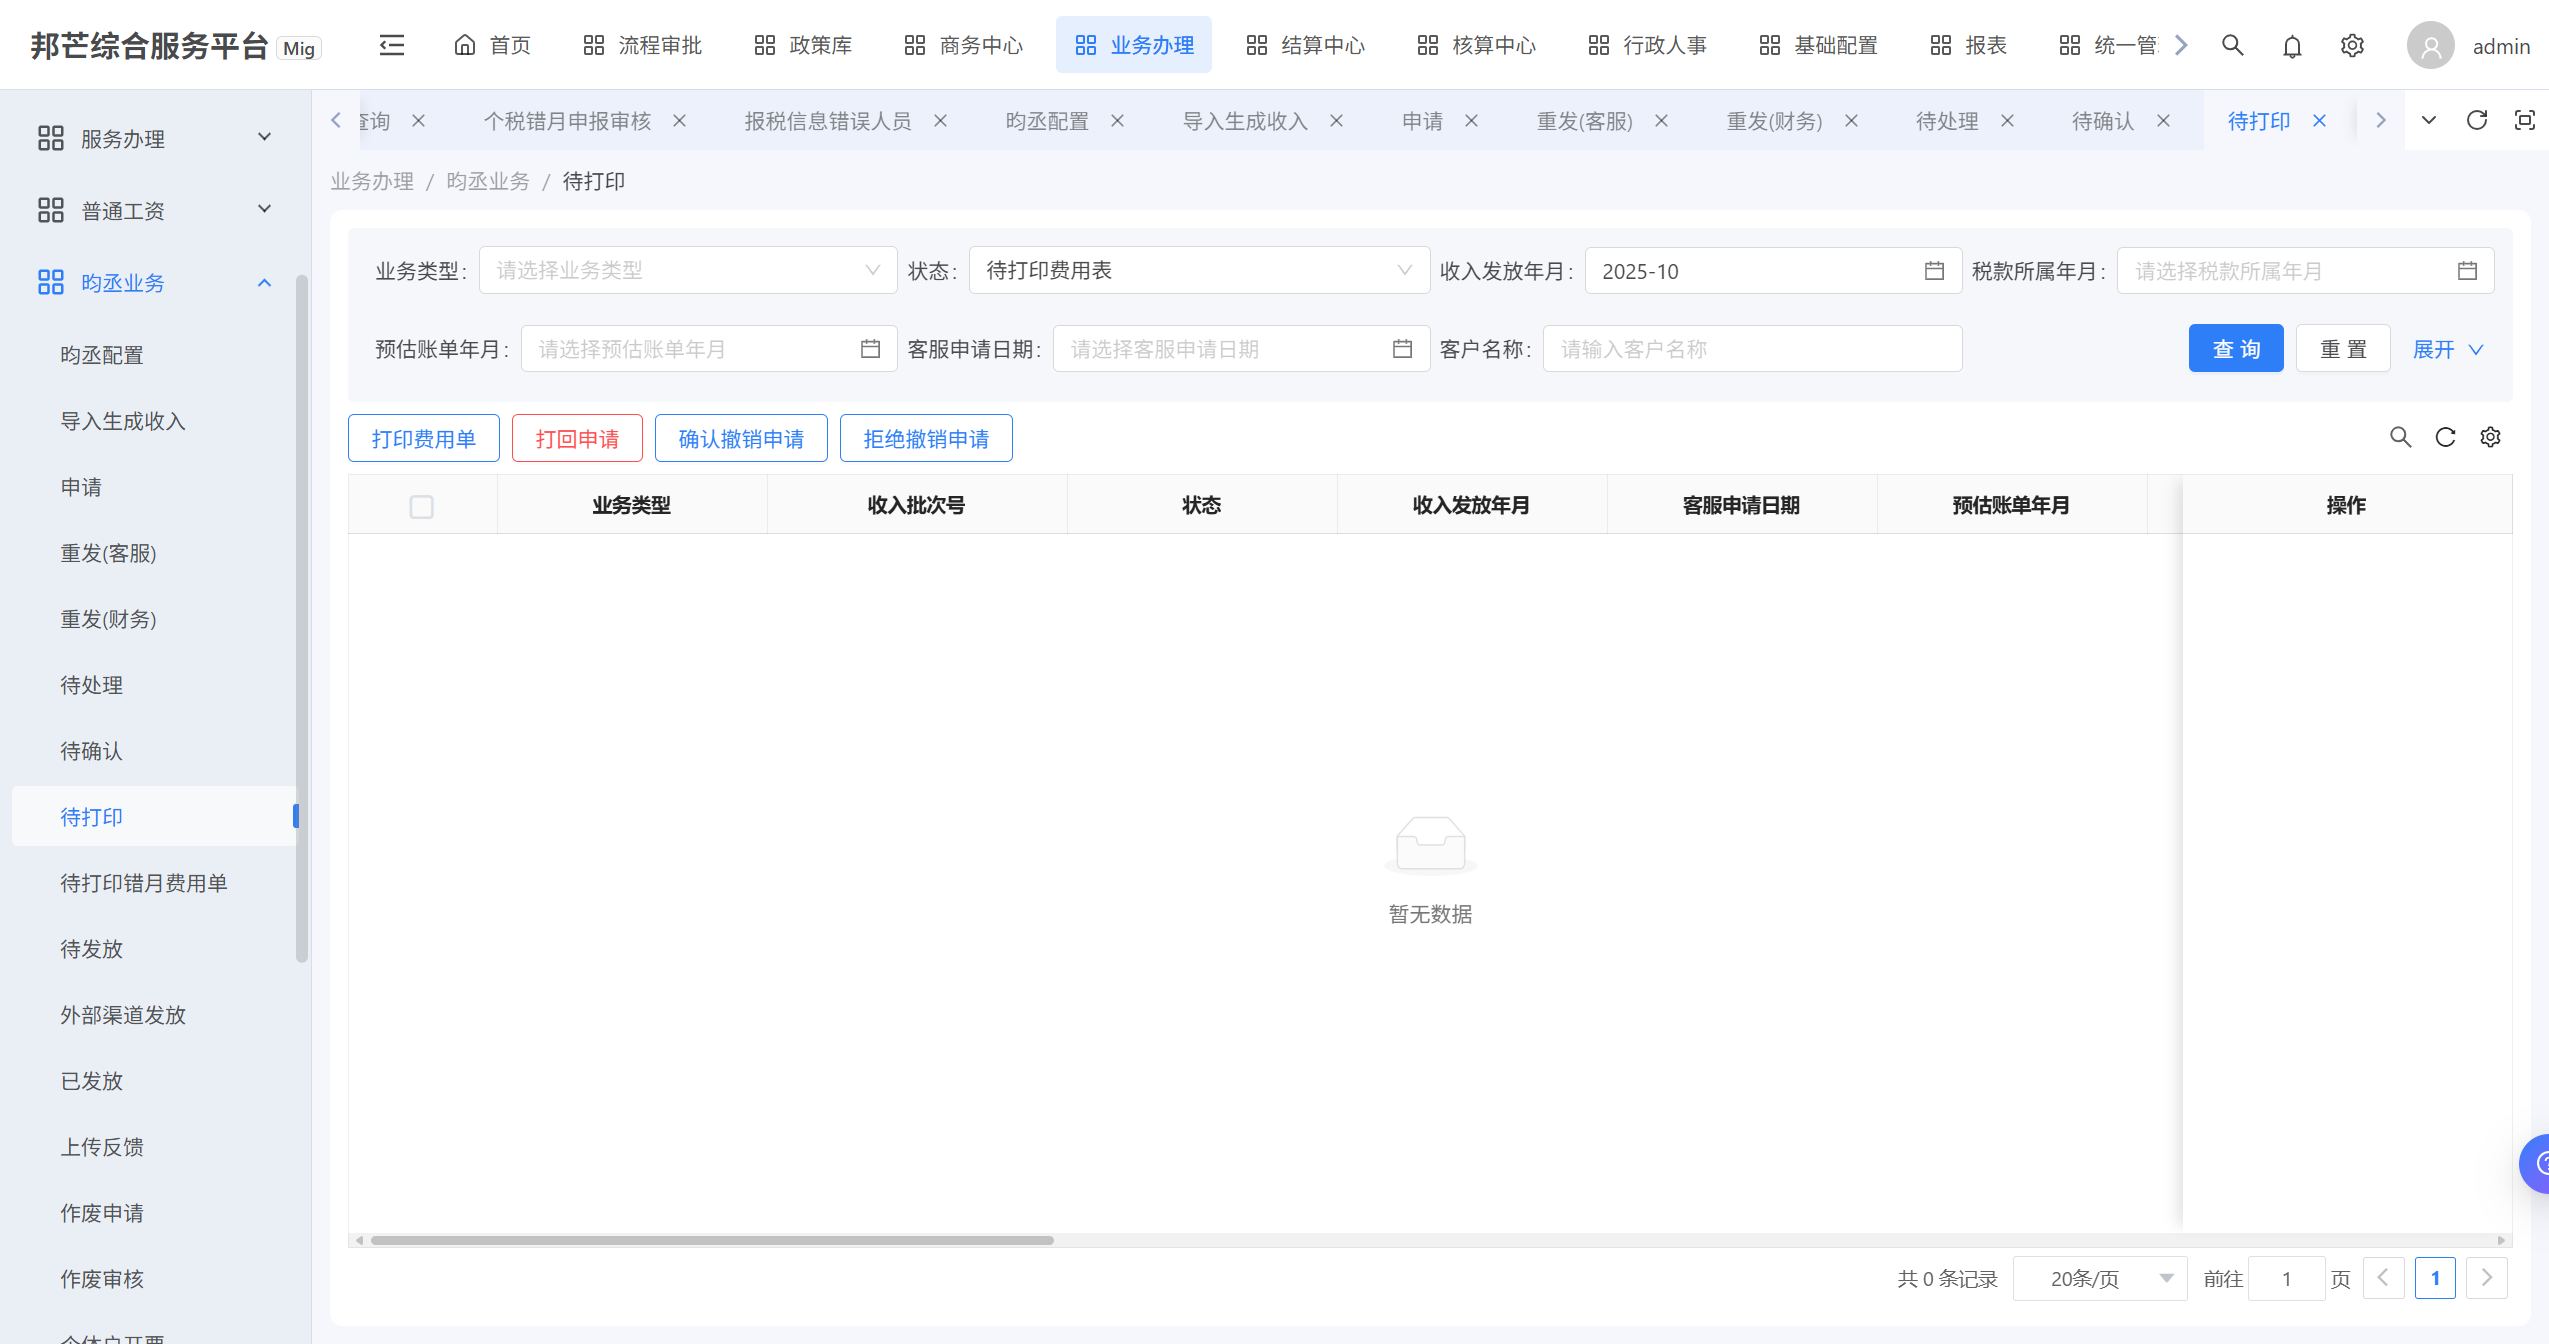 邦芒综合服务平台 Mig 首页 流程审批 政策库 商务中心 业务办理 结算中心 核算中心 行政人事 基础配置 报表 统一管 admin
查询 个税错月申报审核 报税信息错误人员 昀丞配置 导入生成收入 申请 重发(客服) 重发(财务) 待处理 待确认 待打印
服务办理
普通工资
昀丞业务
昀丞配置
导入生成收入
申请
重发(客服)
重发(财务)
待处理
待确认
待打印
待打印错月费用单
待发放
外部渠道发放
已发放
上传反馈
作废申请
作废审核
个体户开票
业务办理 / 昀丞业务 / 待打印
业务类型: 请选择业务类型 状态: 待打印费用表 收入发放年月: 2025-10 税款所属年月: 请选择税款所属年月
预估账单年月: 请选择预估账单年月 客服申请日期: 请选择客服申请日期 客户名称: 请输入客户名称 查询 重置 展开
打印费用单 打回申请 确认撤销申请 拒绝撤销申请
业务类型 收入批次号 状态 收入发放年月 客服申请日期 预估账单年月 操作
暂无数据
共 0 条记录 20条/页 前往 1 页 1